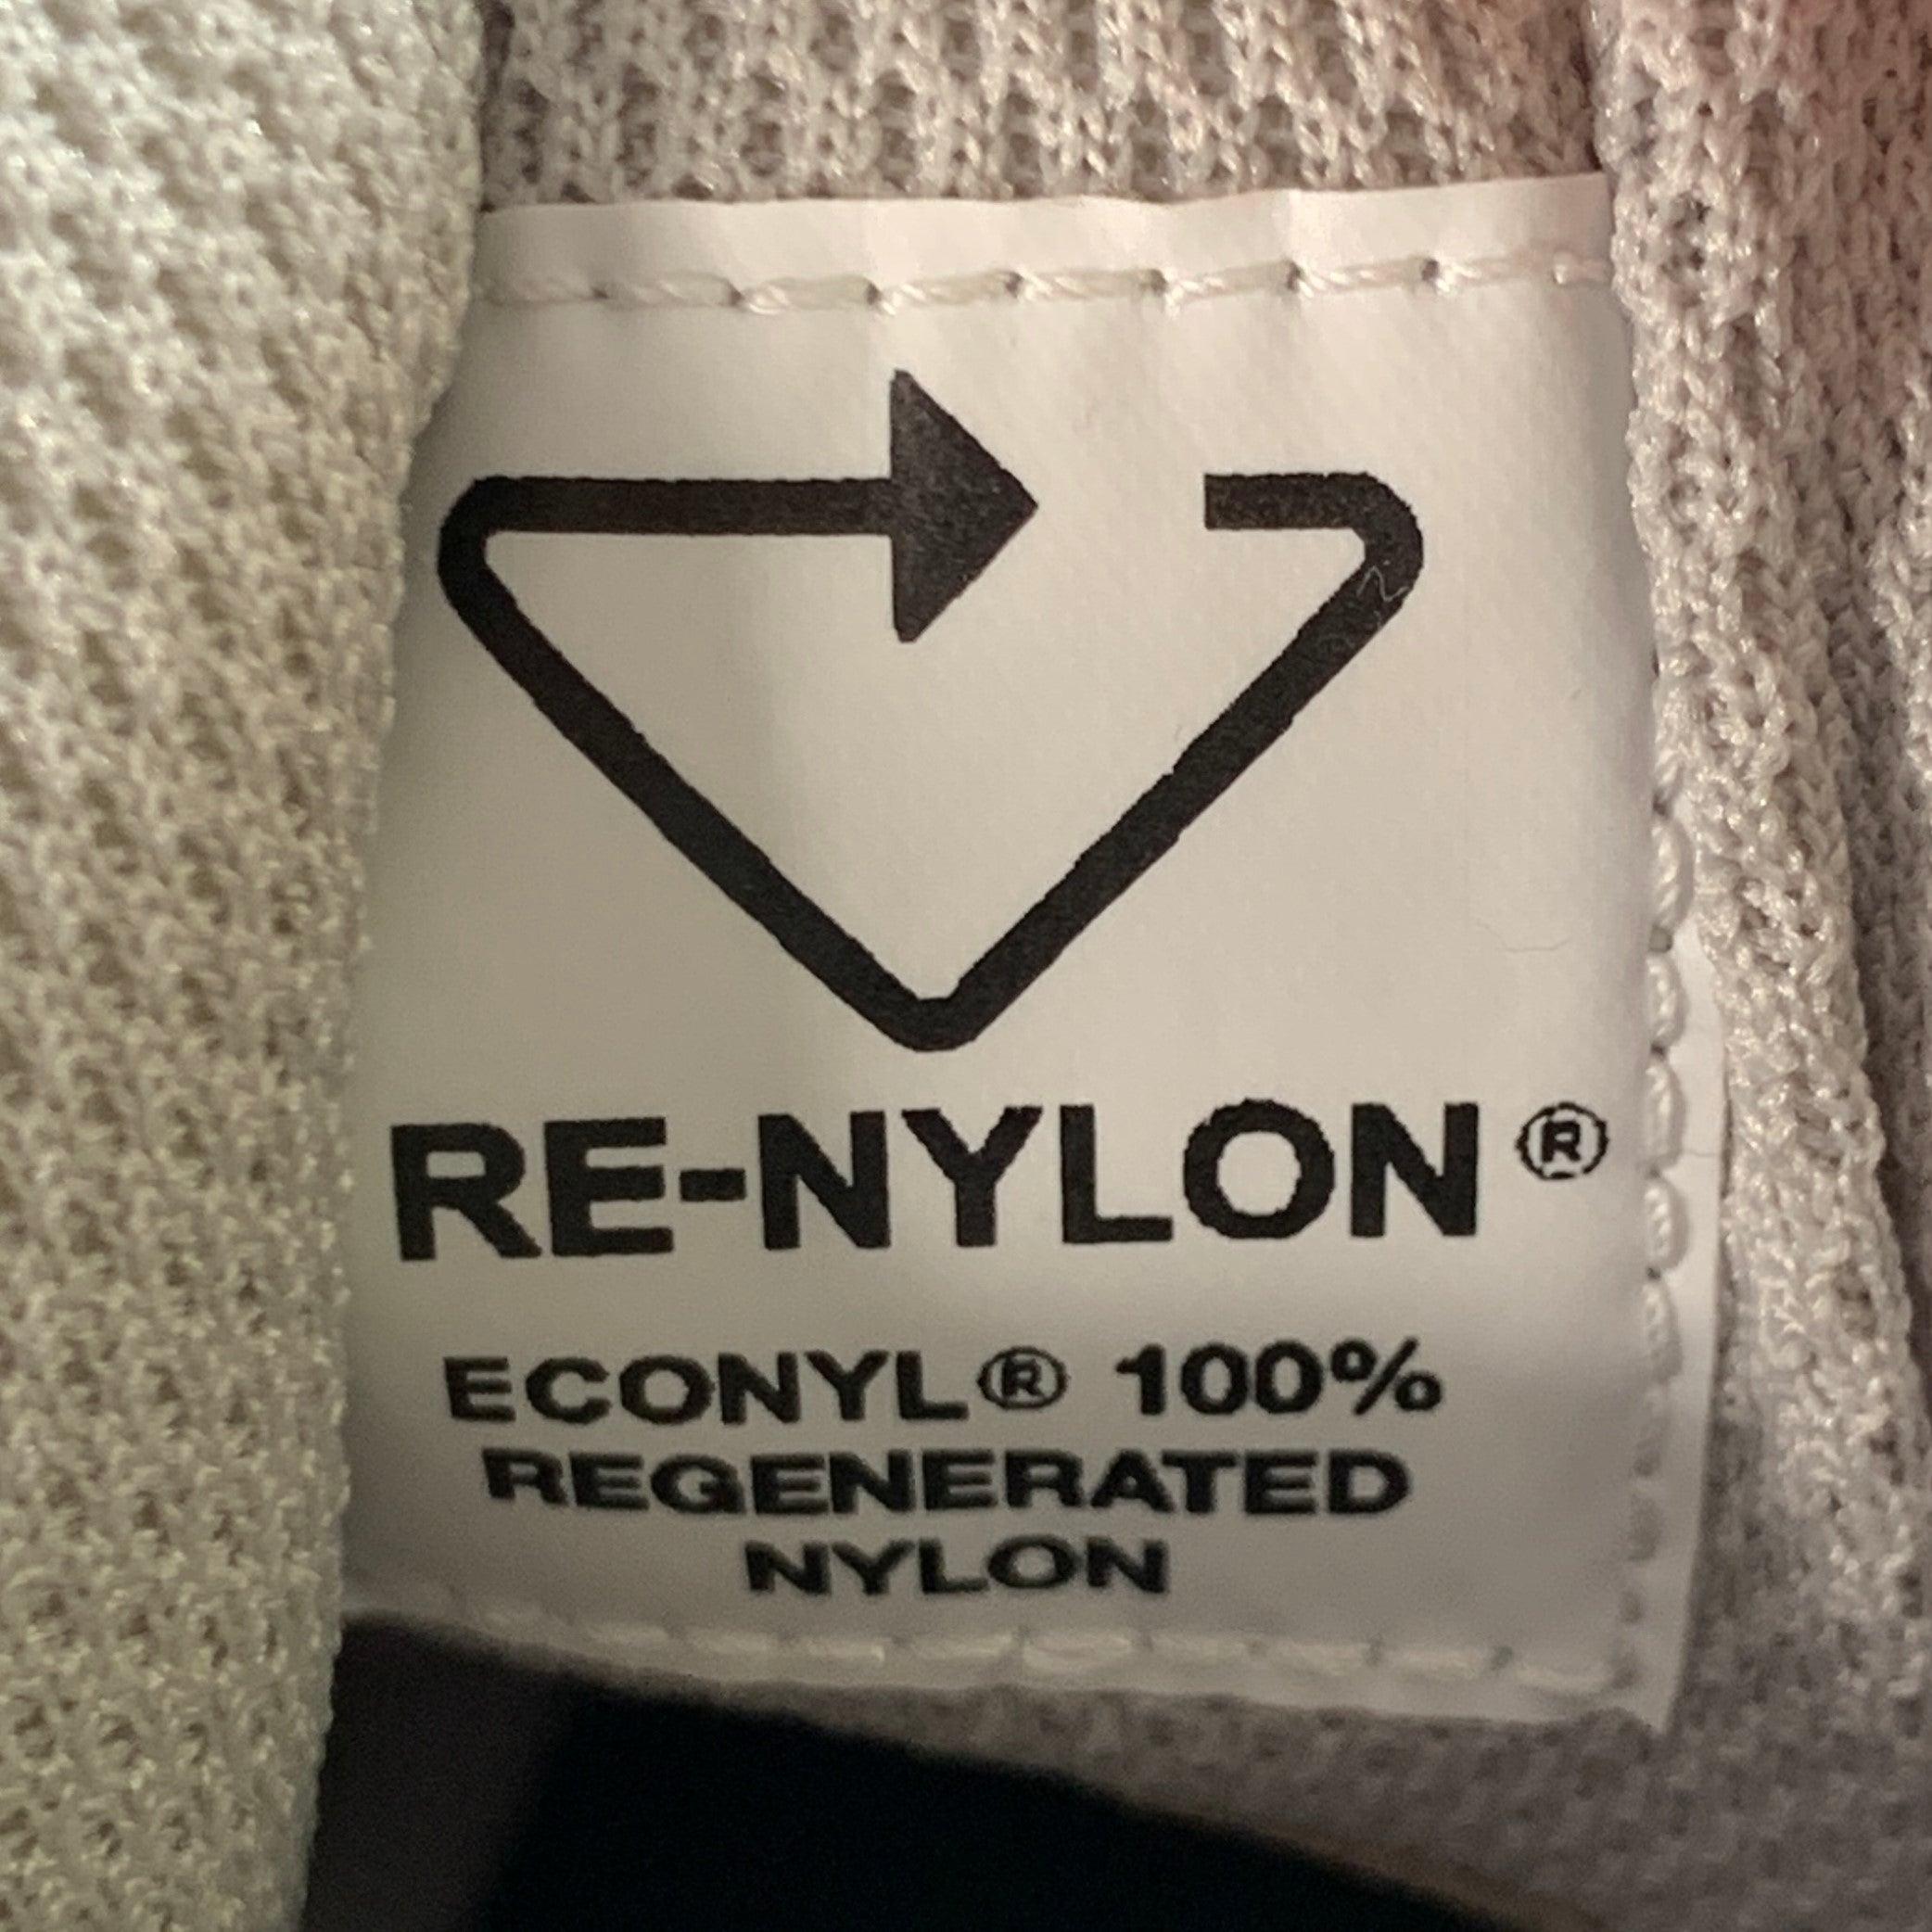 RE-NYLON®
ECONYL® 100%
REGENERATED
NYLON